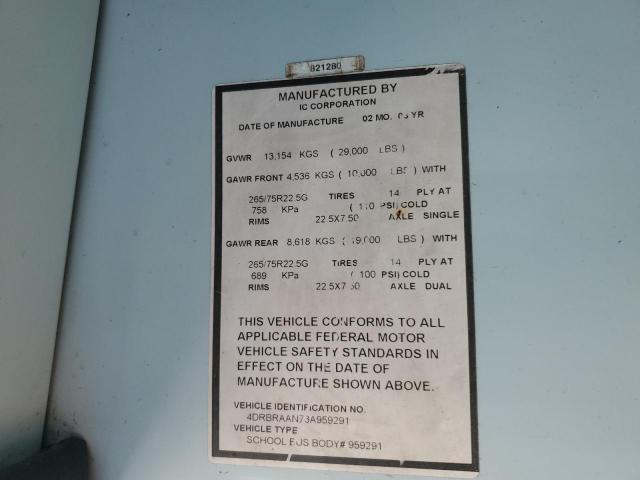 821280
MANUFACTURED BY
IC CORPORATION
DATE OF MANUFACTURE 02 MO. 03 YR
GVWR 13,154 KGS ( 29,000 LBS )
GAWR FRONT 4,536 KGS ( 10,000 LBS ) WITH
265/75R22.5G TIRES 14 PLY AT
758 KPa ( 110 PSI) COLD
RIMS 22.5X7.50 AXLE SINGLE
GAWR REAR 8,618 KGS ( 19,000 LBS ) WITH
265/75R22.5G TIRES 14 PLY AT
689 KPa ( 100 PSI) COLD
RIMS 22.5X7.50 AXLE DUAL
THIS VEHICLE CONFORMS TO ALL
APPLICABLE FEDERAL MOTOR
VEHICLE SAFETY STANDARDS IN
EFFECT ON THE DATE OF
MANUFACTURE SHOWN ABOVE.
VEHICLE IDENTIFICATION NO.
4DRBRAAN73A959291
VEHICLE TYPE
SCHOOL BUS BODY# 959291